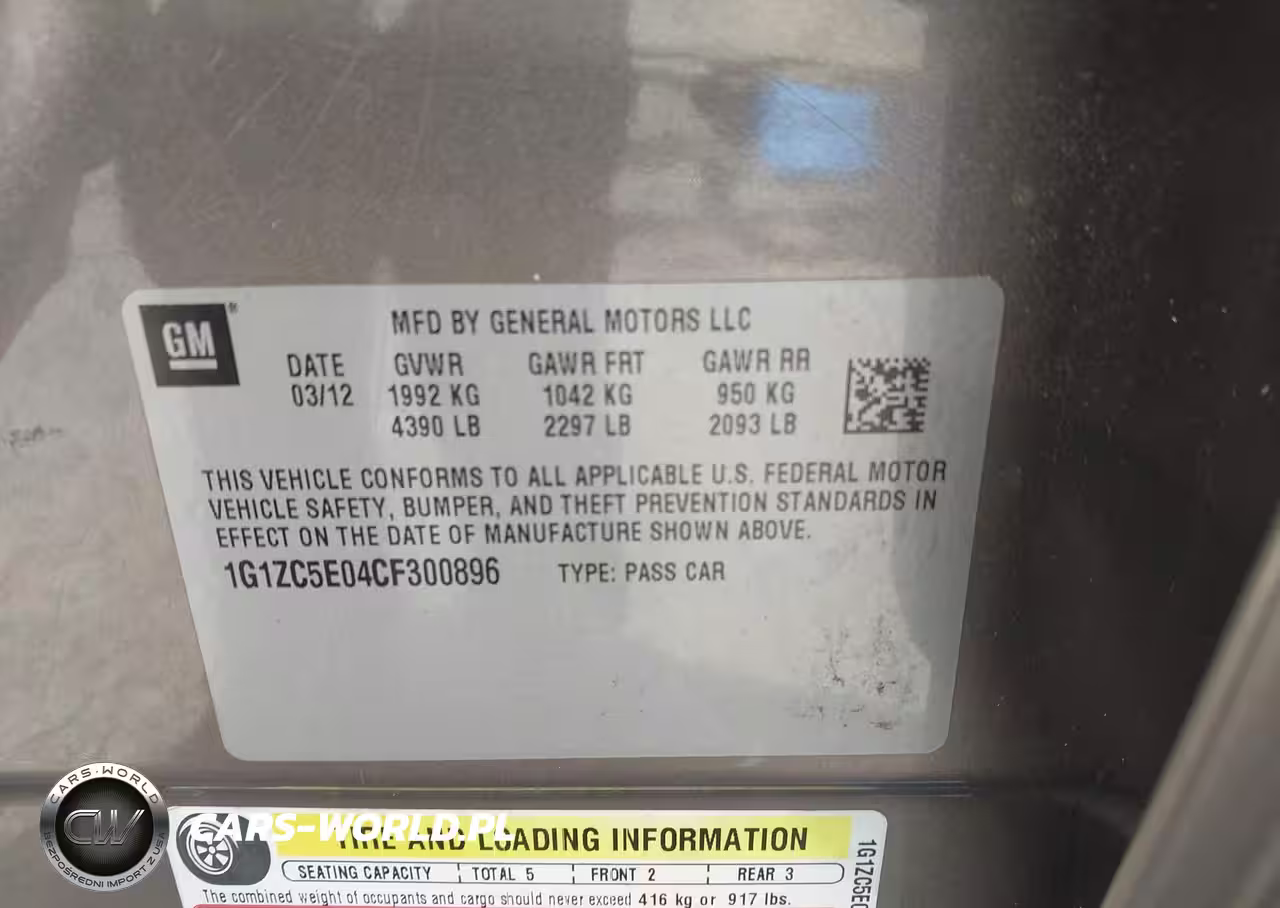 GM®
MFD BY GENERAL MOTORS LLC
DATE GVWR GAWR FRT GAWR RR
03/12 1992 KG 1042 KG 950 KG
4390 LB 2297 LB 2093 LB
THIS VEHICLE CONFORMS TO ALL APPLICABLE U.S. FEDERAL MOTOR
VEHICLE SAFETY, BUMPER, AND THEFT PREVENTION STANDARDS IN
EFFECT ON THE DATE OF MANUFACTURE SHOWN ABOVE.
1G1ZC5E04CF300896 TYPE: PASS CAR
CARS-WORLD
CW
BEZPOŚREDNI IMPORT Z USA
CARS-WORLD.PL
TIRE AND LOADING INFORMATION
SEATING CAPACITY TOTAL 5 FRONT 2 REAR 3
The combined weight of occupants and cargo should never exceed 416 kg or 917 lbs.
1G1ZC5E0